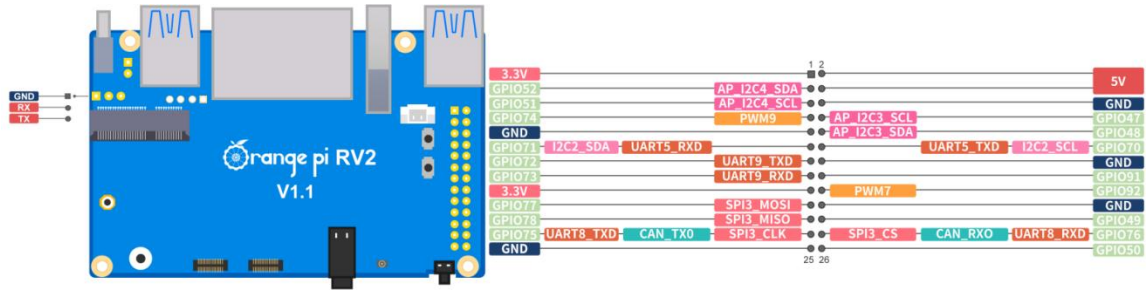 GND
RX
TX
Orange pi RV2
V1.1
1 2
3.3V 5V
GPIO52 AP_I2C4_SDA
GPIO51 AP_I2C4_SCL GND
GPIO74 PWM9 AP_I2C3_SCL GPIO47
GND AP_I2C3_SDA GPIO48
GPIO71 I2C2_SDA UART5_RXD UART5_TXD I2C2_SCL GPIO70
GPIO72 UART9_TXD GND
GPIO73 UART9_RXD GPIO91
3.3V PWM7 GPIO92
GPIO77 SPI3_MOSI GND
GPIO78 SPI3_MISO GPIO49
GPIO75 UART8_TXD CAN_TX0 SPI3_CLK SPI3_CS CAN_RXO UART8_RXD GPIO76
GND GPIO50
25 26